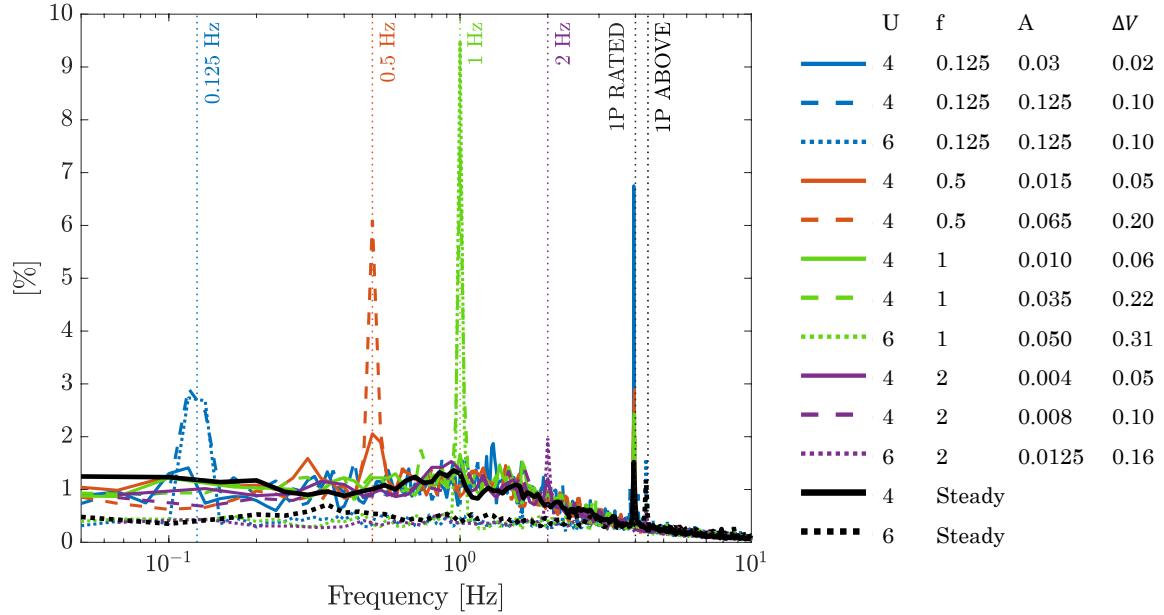 10
9
8
7
6
5
4
3
2
1
0
[%]
0.125 Hz
0.5 Hz
1 Hz
2 Hz
1P RATED
1P ABOVE
10⁻¹ 10⁰ 10¹
Frequency [Hz]
U f A ΔV
4 0.125 0.03 0.02
4 0.125 0.125 0.10
6 0.125 0.125 0.10
4 0.5 0.015 0.05
4 0.5 0.065 0.20
4 1 0.010 0.06
4 1 0.035 0.22
6 1 0.050 0.31
4 2 0.004 0.05
4 2 0.008 0.10
6 2 0.0125 0.16
4 Steady
6 Steady